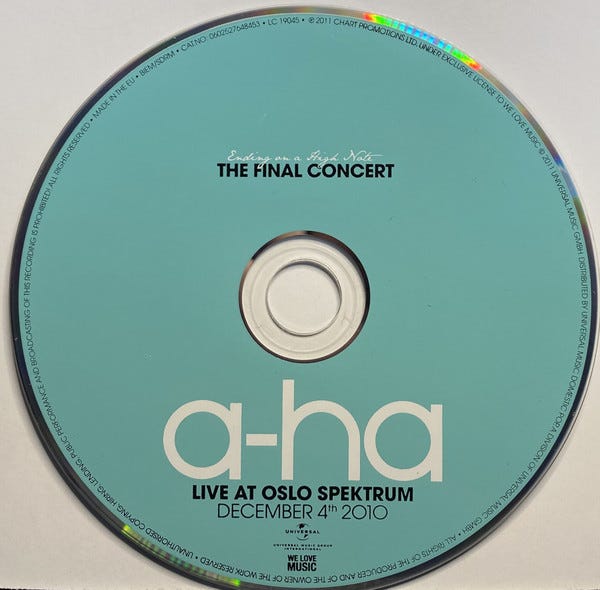 Ending on a High Note
THE FINAL CONCERT
a-ha
LIVE AT OSLO SPEKTRUM
DECEMBER 4th 2010
UNIVERSAL
UNIVERSAL MUSIC GROUP
INTERNATIONAL
WE LOVE
MUSIC
UNAUTHORISED COPYING HIRING LENDING PUBLIC PERFORMANCE AND BROADCASTING OF THIS RECORDING IS PROHIBITED! ALL RIGHTS RESERVED • MADE IN THE EU • BIEM/SDRM • CAT.NO: 0602527648453 • LC 19045 • ℗ 2011 CHART PROMOTIONS LTD. UNDER EXCLUSIVE LICENSE TO WE LOVE MUSIC © 2011 UNIVERSAL MUSIC GMBH. DISTRIBUTED BY UNIVERSAL MUSIC DOMESTIC POP A DIVISION OF UNIVERSAL MUSIC GMBH • ALL RIGHTS OF THE PRODUCER AND OF THE OWNER OF THE WORK RESERVED •